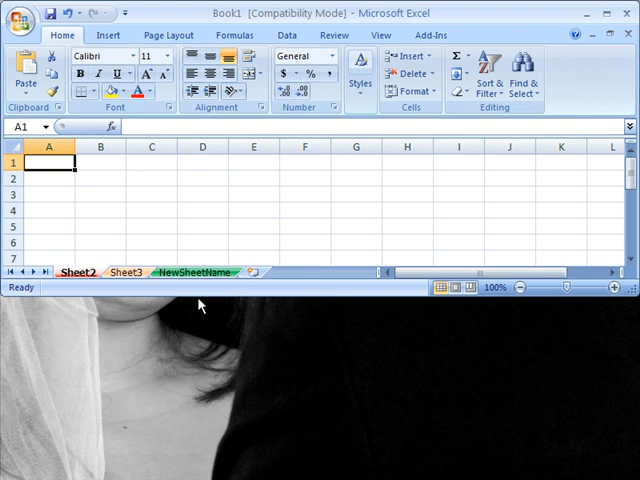 Book1 [Compatibility Mode] - Microsoft Excel
Home Insert Page Layout Formulas Data Review View Add-Ins
Calibri 11 General Insert Σ
Paste B I U A A $ % , Styles Delete Sort & Filter Find & Select
A Format
Clipboard Font Alignment Number Cells Editing
A1 fx
A B C D E F G H I J K L
1
2
3
4
5
6
7
Sheet2 Sheet3 NewSheetName
Ready 100%